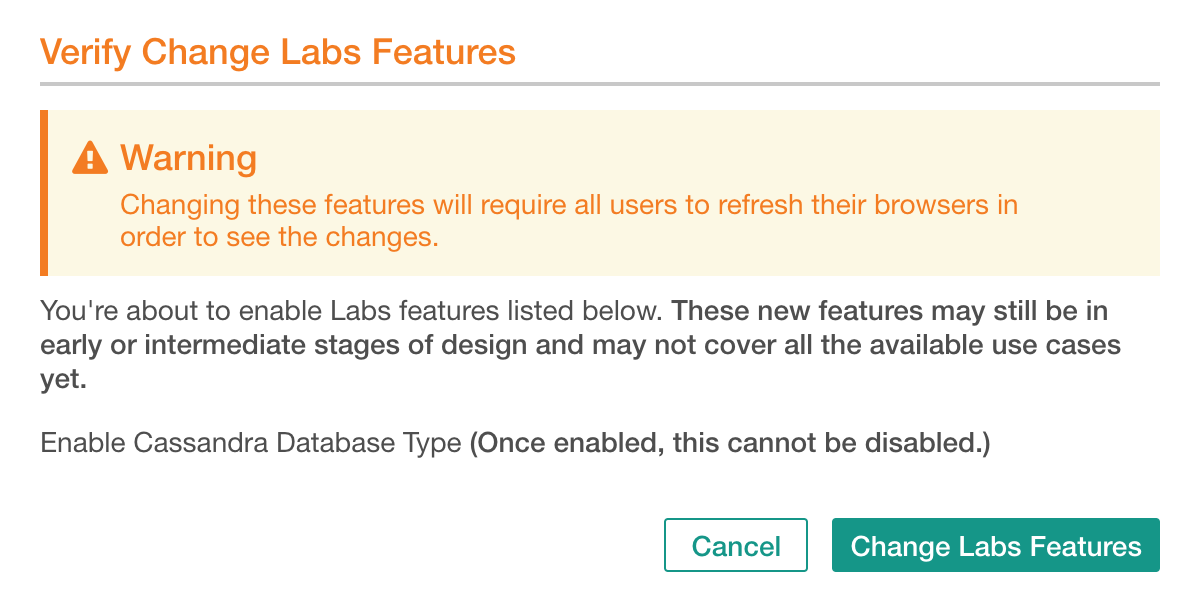 Verify Change Labs Features
Warning
Changing these features will require all users to refresh their browsers in
order to see the changes.
You're about to enable Labs features listed below. These new features may still be in
early or intermediate stages of design and may not cover all the available use cases
yet.
Enable Cassandra Database Type (Once enabled, this cannot be disabled.)
Cancel Change Labs Features